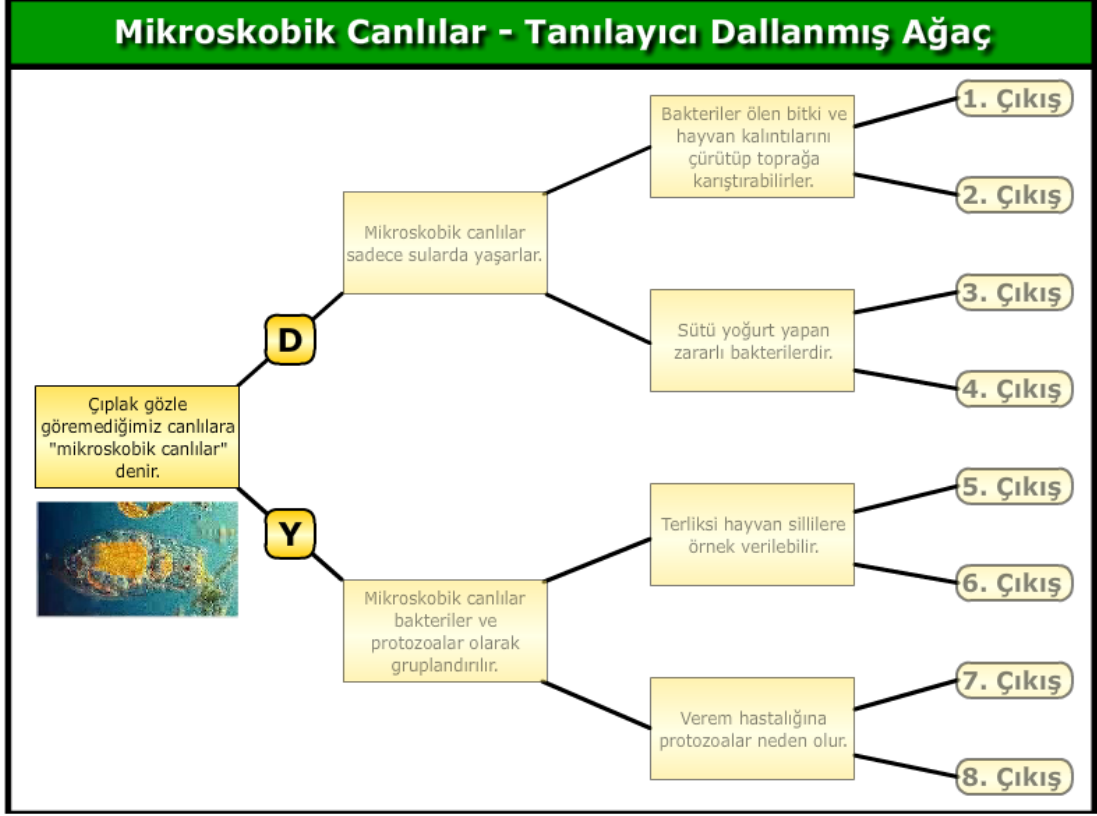 Mikroskobik Canlılar - Tanılayıcı Dallanmış Ağaç
Çıplak gözle
göremediğimiz canlılara
"mikroskobik canlılar"
denir.
D
Y
Mikroskobik canlılar
sadece sularda yaşarlar.
Mikroskobik canlılar
bakteriler ve
protozoalar olarak
gruplandırılır.
Bakteriler ölen bitki ve
hayvan kalıntılarını
çürütüp toprağa
karıştırabilirler.
Sütü yoğurt yapan
zararlı bakterilerdir.
Terliksi hayvan sillilere
örnek verilebilir.
Verem hastalığına
protozoalar neden olur.
1. Çıkış
2. Çıkış
3. Çıkış
4. Çıkış
5. Çıkış
6. Çıkış
7. Çıkış
8. Çıkış